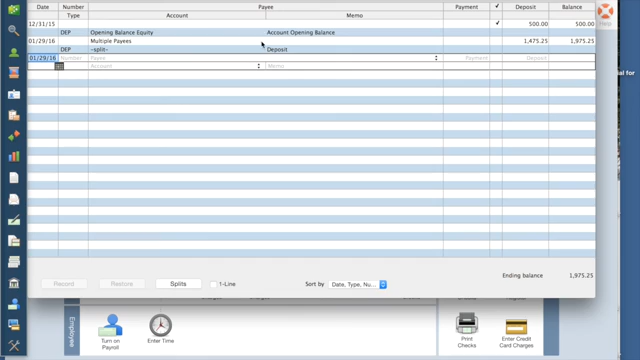 Date Number Payee Payment ✔ Deposit Balance
Type Account Memo
12/31/15 ✔ 500.00 500.00
DEP Opening Balance Equity Account Opening Balance
01/29/16 Multiple Payees 1,475.25 1,975.25
DEP -split- Deposit
01/29/16 Number Payee Payment Deposit
Account Memo
Ending balance 1,975.25
Record Restore Splits 1-Line Sort by Date, Type, Nu...
Help
ial for
Employee
Turn on
Payroll
Enter Time
Print
Checks
Enter Credit
Card Charges